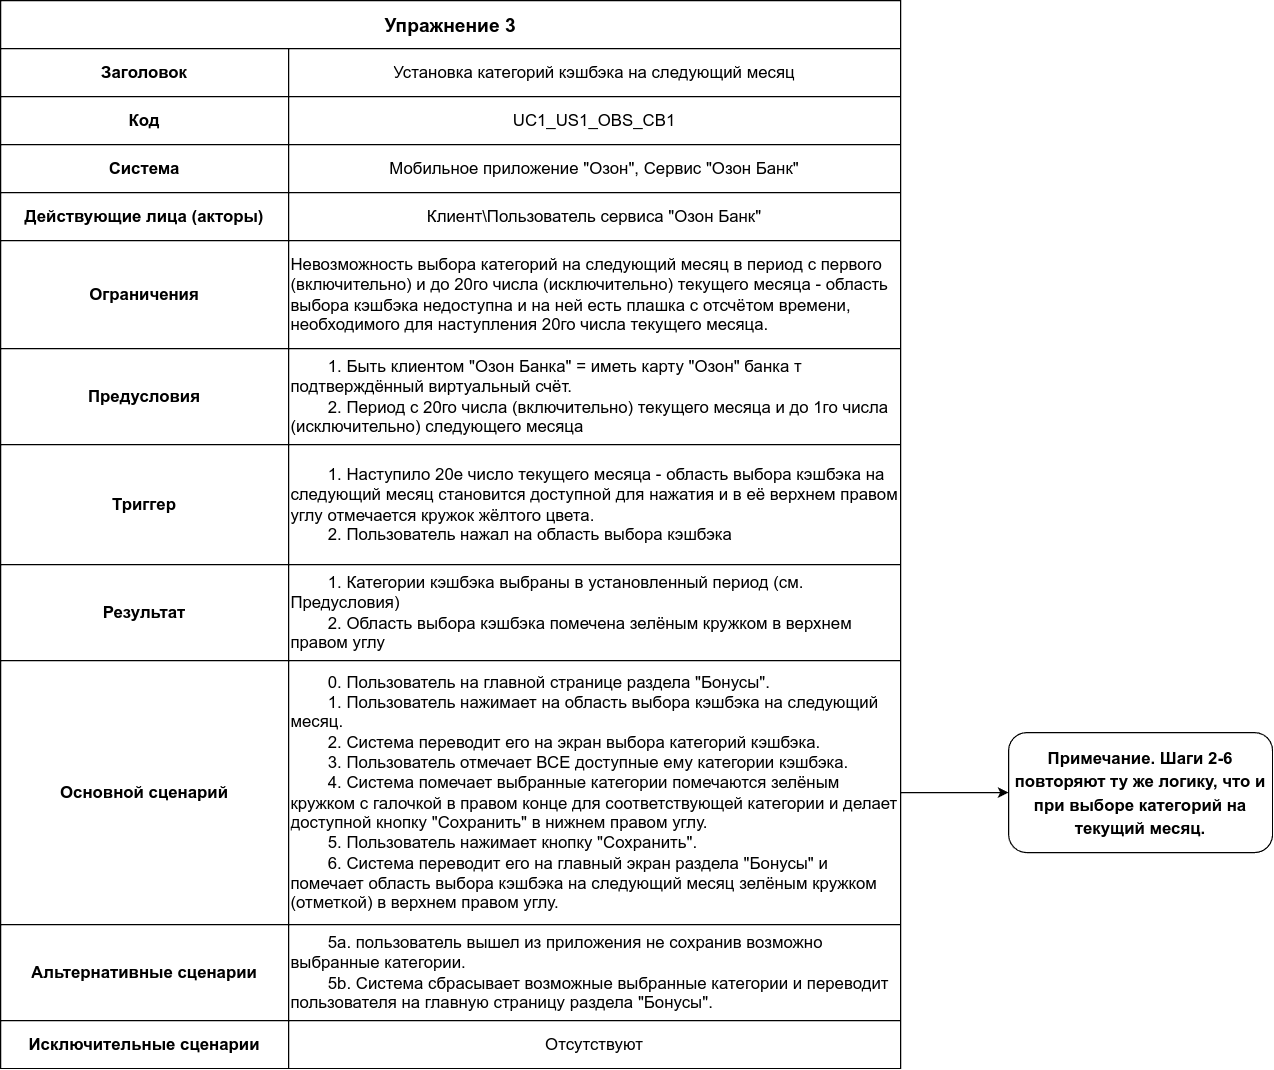 Упражнение 3
Заголовок
Установка категорий кэшбэка на следующий месяц
Код
UC1_US1_OBS_CB1
Система
Мобильное приложение "Озон", Сервис "Озон Банк"
Действующие лица (акторы)
Клиент\Пользователь сервиса "Озон Банк"
Ограничения
Невозможность выбора категорий на следующий месяц в период с первого
(включительно) и до 20го числа (исключительно) текущего месяца - область
выбора кэшбэка недоступна и на ней есть плашка с отсчётом времени,
необходимого для наступления 20го числа текущего месяца.
Предусловия
1. Быть клиентом "Озон Банка" = иметь карту "Озон" банка т
подтверждённый виртуальный счёт.
2. Период с 20го числа (включительно) текущего месяца и до 1го числа
(исключительно) следующего месяца
Триггер
1. Наступило 20е число текущего месяца - область выбора кэшбэка на
следующий месяц становится доступной для нажатия и в её верхнем правом
углу отмечается кружок жёлтого цвета.
2. Пользователь нажал на область выбора кэшбэка
Результат
1. Категории кэшбэка выбраны в установленный период (см.
Предусловия)
2. Область выбора кэшбэка помечена зелёным кружком в верхнем
правом углу
Основной сценарий
0. Пользователь на главной странице раздела "Бонусы".
1. Пользователь нажимает на область выбора кэшбэка на следующий
месяц.
2. Система переводит его на экран выбора категорий кэшбэка.
3. Пользователь отмечает ВСЕ доступные ему категории кэшбэка.
4. Система помечает выбранные категории помечаются зелёным
кружком с галочкой в правом конце для соответствующей категории и делает
доступной кнопку "Сохранить" в нижнем правом углу.
5. Пользователь нажимает кнопку "Сохранить".
6. Система переводит его на главный экран раздела "Бонусы" и
помечает область выбора кэшбэка на следующий месяц зелёным кружком
(отметкой) в верхнем правом углу.
Примечание. Шаги 2-6
повторяют ту же логику, что и
при выборе категорий на
текущий месяц.
Альтернативные сценарии
5a. пользователь вышел из приложения не сохранив возможно
выбранные категории.
5b. Система сбрасывает возможные выбранные категории и переводит
пользователя на главную страницу раздела "Бонусы".
Исключительные сценарии
Отсутствуют